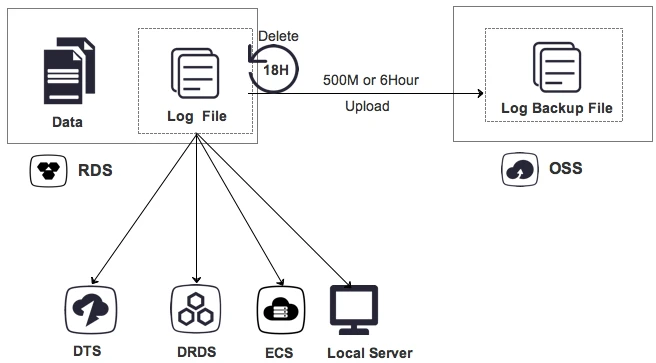 Delete
18H
500M or 6Hour
Upload
Data
Log File
Log Backup File
RDS
OSS
DTS
DRDS
ECS
Local Server